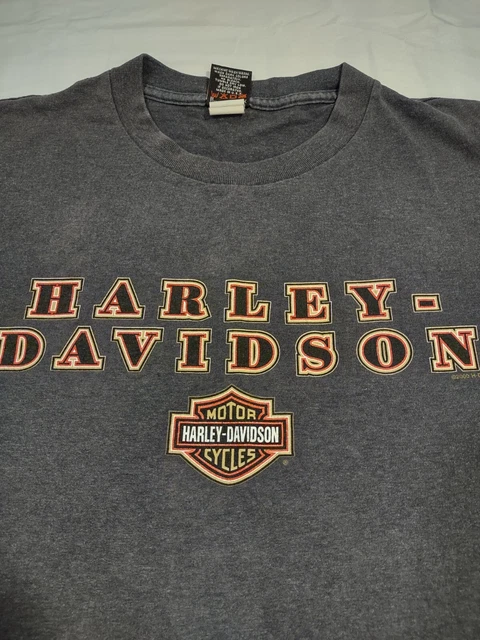 HARLEY-
DAVIDSON
MOTOR
HARLEY-DAVIDSON
CYCLES
®